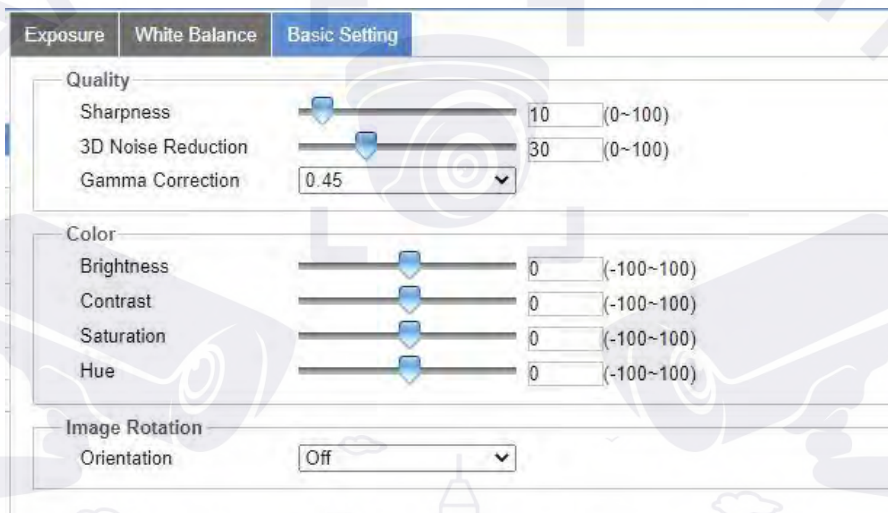 Exposure White Balance Basic Setting
Quality
Sharpness 10 (0~100)
3D Noise Reduction 30 (0~100)
Gamma Correction 0.45
Color
Brightness 0 (-100~100)
Contrast 0 (-100~100)
Saturation 0 (-100~100)
Hue 0 (-100~100)
Image Rotation
Orientation Off